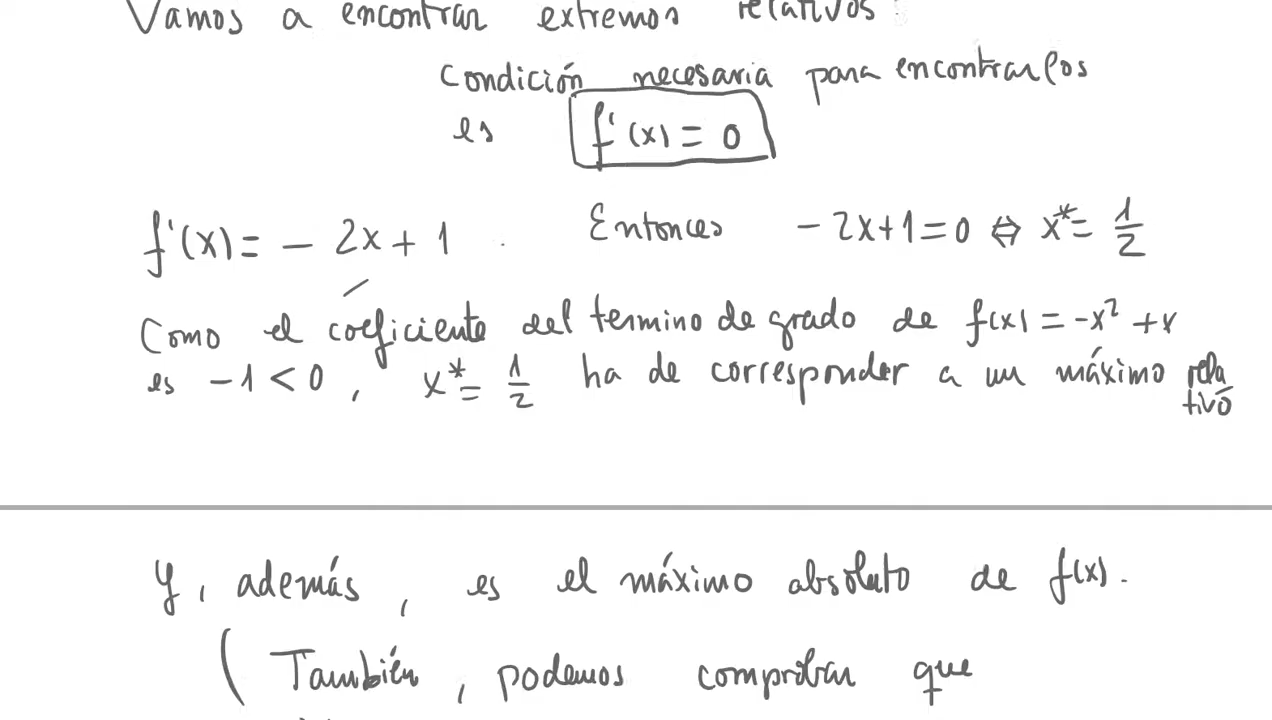 Vamos a encontrar extremos relativos:
Condición necesaria para encontrarlos
es f'(x) = 0
f'(x) = - 2x + 1 . Entonces - 2x+1=0 ⇔ x* = 1/2
Como el coeficiente del termino de grado de f(x) = -x² + x
es -1 < 0, x* = 1/2 ha de corresponder a un máximo rela
tivo
Y, además, es el máximo absoluto de f(x).
( También, podemos comprobar que